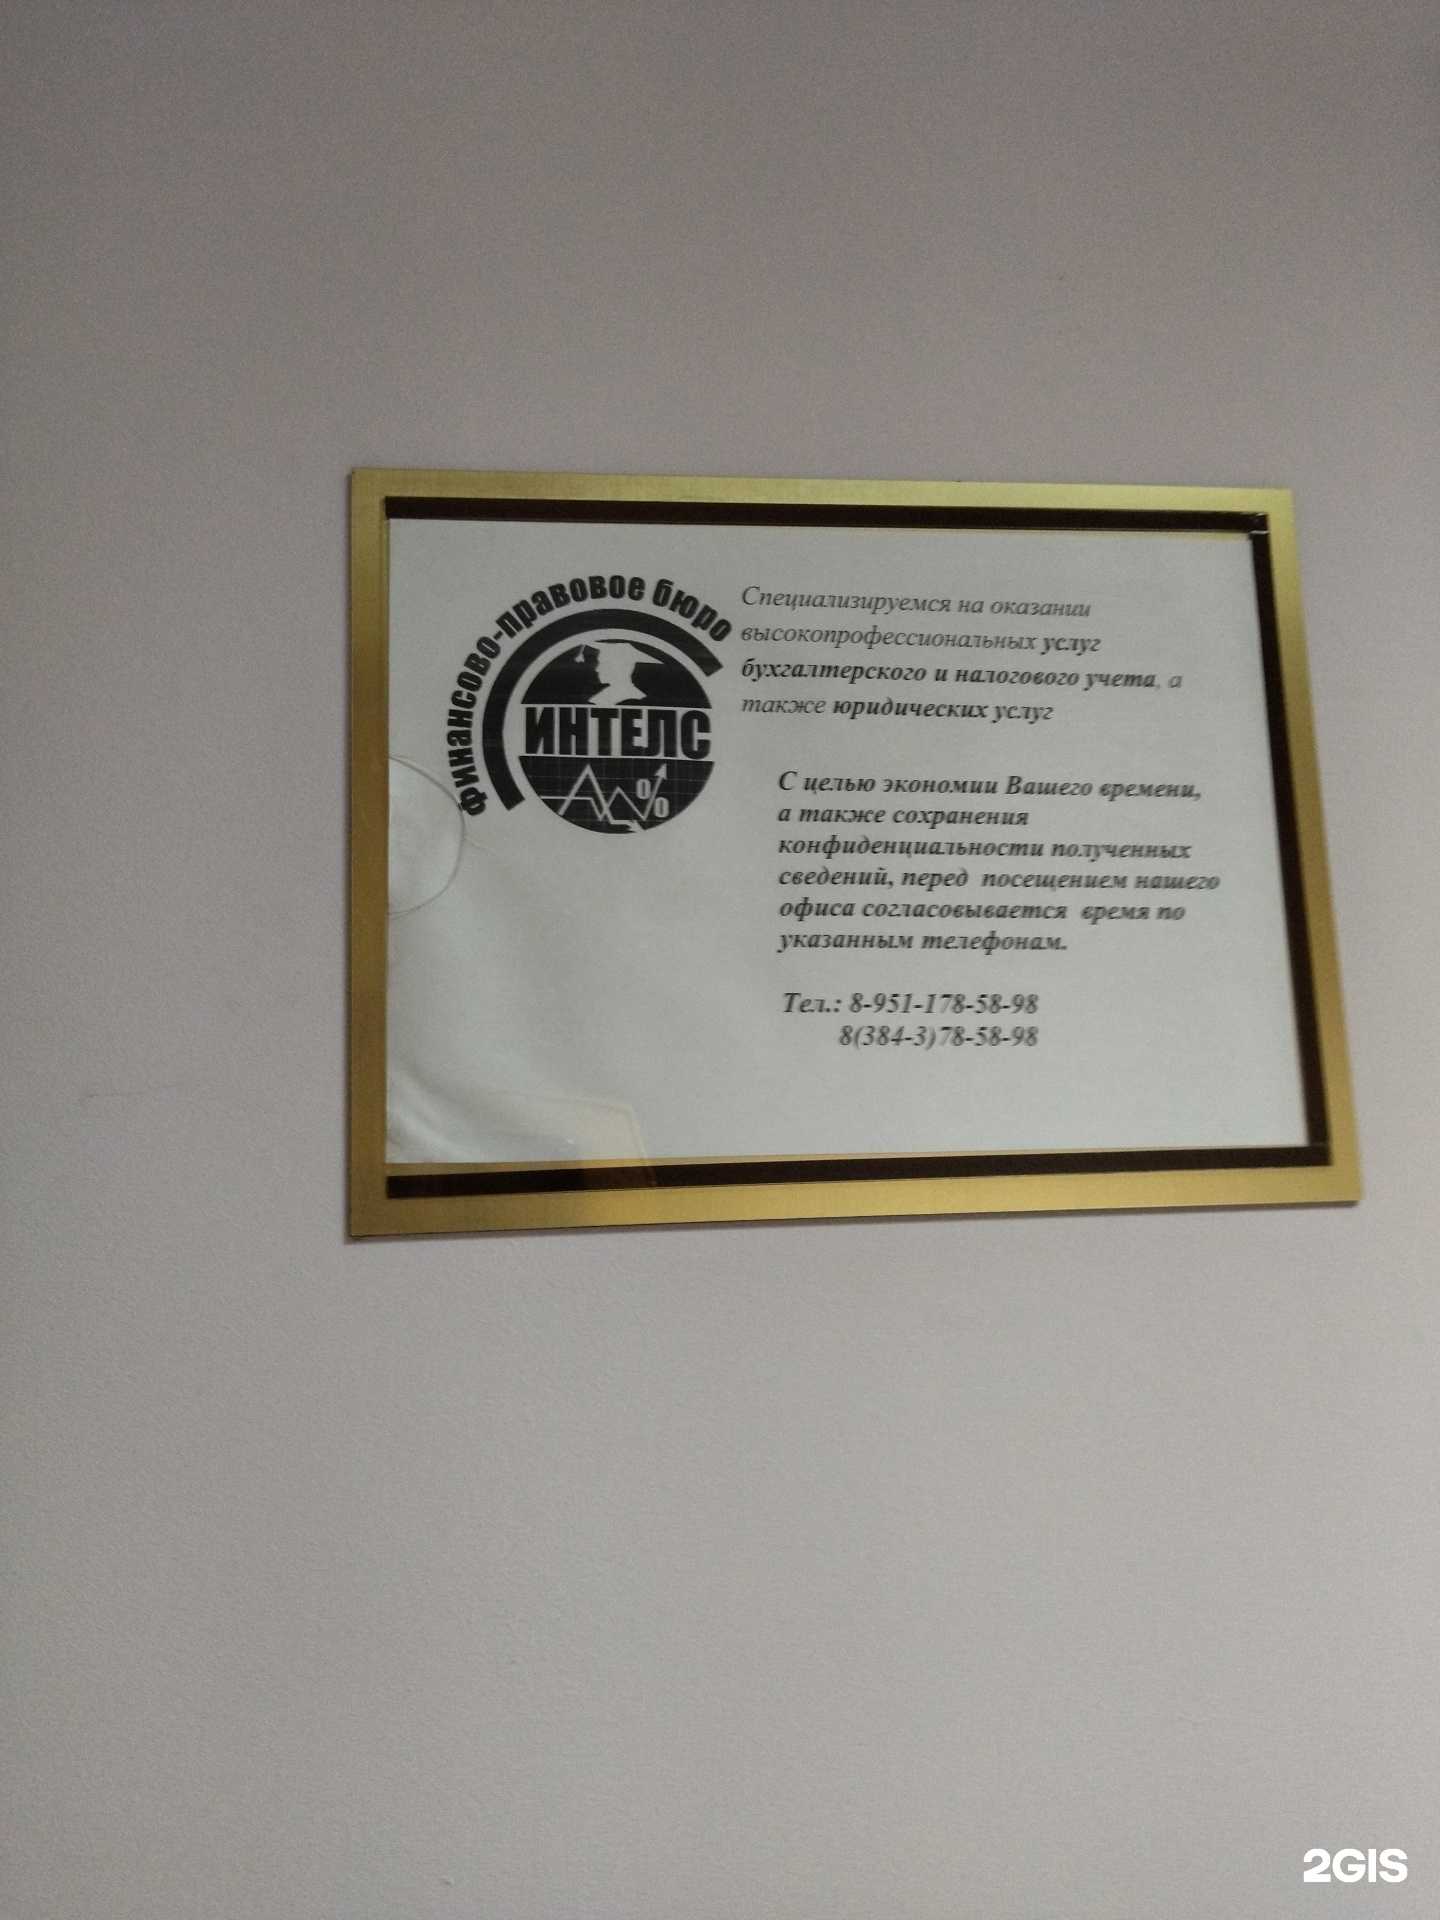 финансово-правовое бюро
ИНТЕЛС
%
Специализируемся на оказании
высокопрофессиональных услуг
бухгалтерского и налогового учета, а
также юридических услуг
С целью экономии Вашего времени,
а также сохранения
конфиденциальности полученных
сведений, перед посещением нашего
офиса согласовывается время по
указанным телефонам.
Тел.: 8-951-178-58-98
8(384-3)78-58-98
2GIS